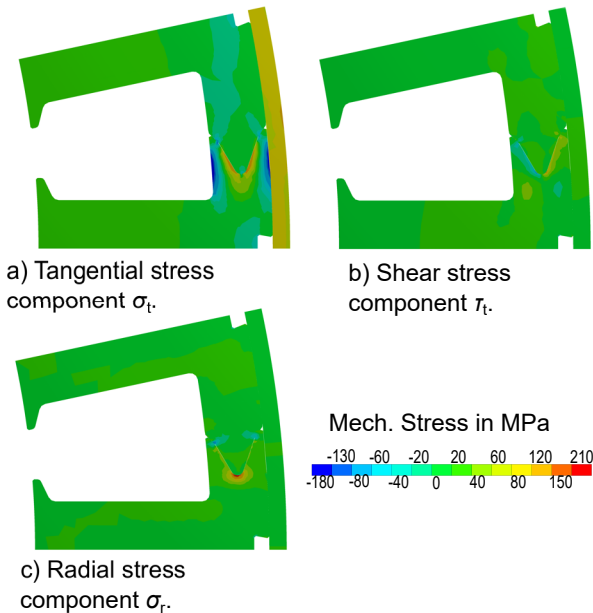 a) Tangential stress
component σt.
b) Shear stress
component τt.
Mech. Stress in MPa
-130 -60 -20 20 60 120 210
-180 -80 -40 0 40 80 150
c) Radial stress
component σr.